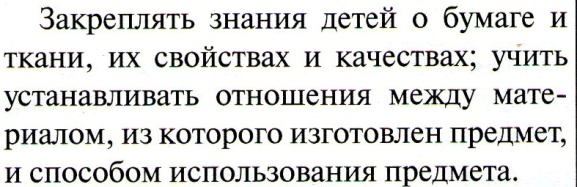 Закреплять знания детей о бумаге и
ткани, их свойствах и качествах; учить
устанавливать отношения между мате-
риалом, из которого изготовлен предмет,
и способом использования предмета.